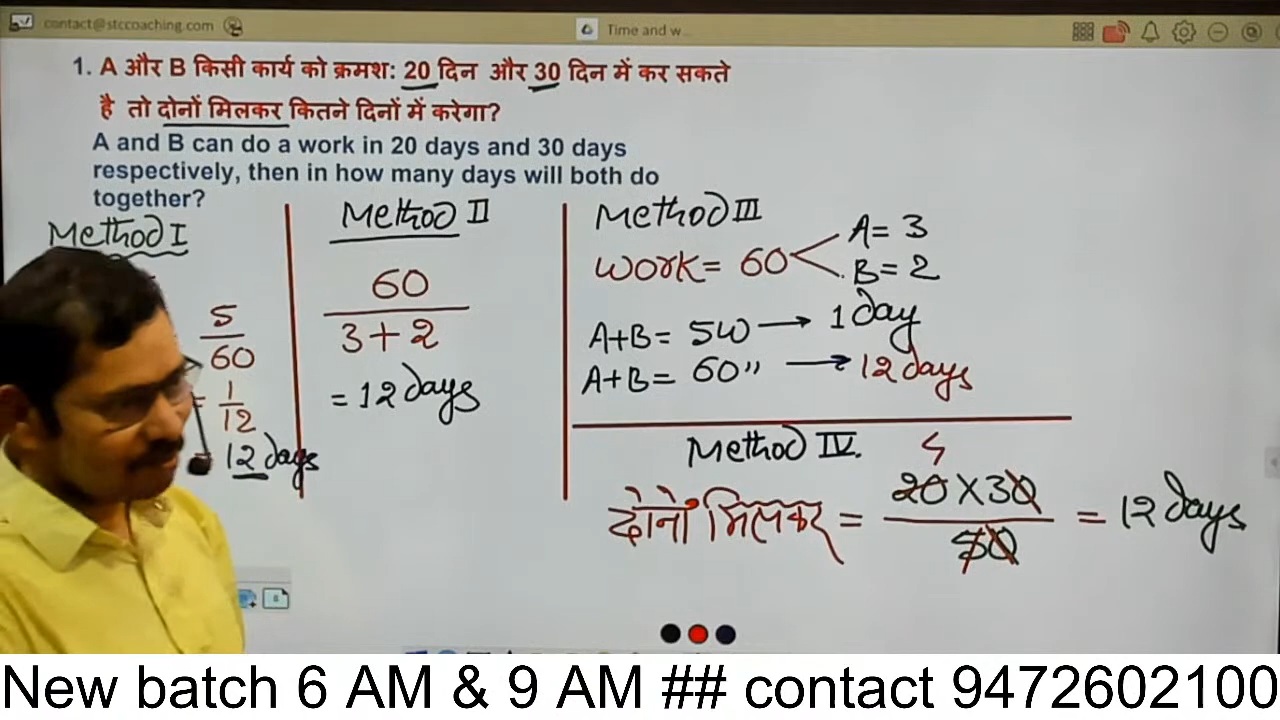 contact@stccoaching.com
Time and w...
1. A और B किसी कार्य को क्रमश: 20 दिन और 30 दिन में कर सकते
है तो दोनों मिलकर कितने दिनों में करेगा?
A and B can do a work in 20 days and 30 days
respectively, then in how many days will both do
together?
Method I
5
60
= 1
12
12 days
Method II
60
3+2
= 12 days
Method III
WORK = 60
A = 3
B = 2
A+B = 5W → 1 day
A+B = 60 " → 12 days
Method IV.
4
दोनों मिलकर = 20 X 30 = 12 days
50
New batch 6 AM & 9 AM ## contact 9472602100